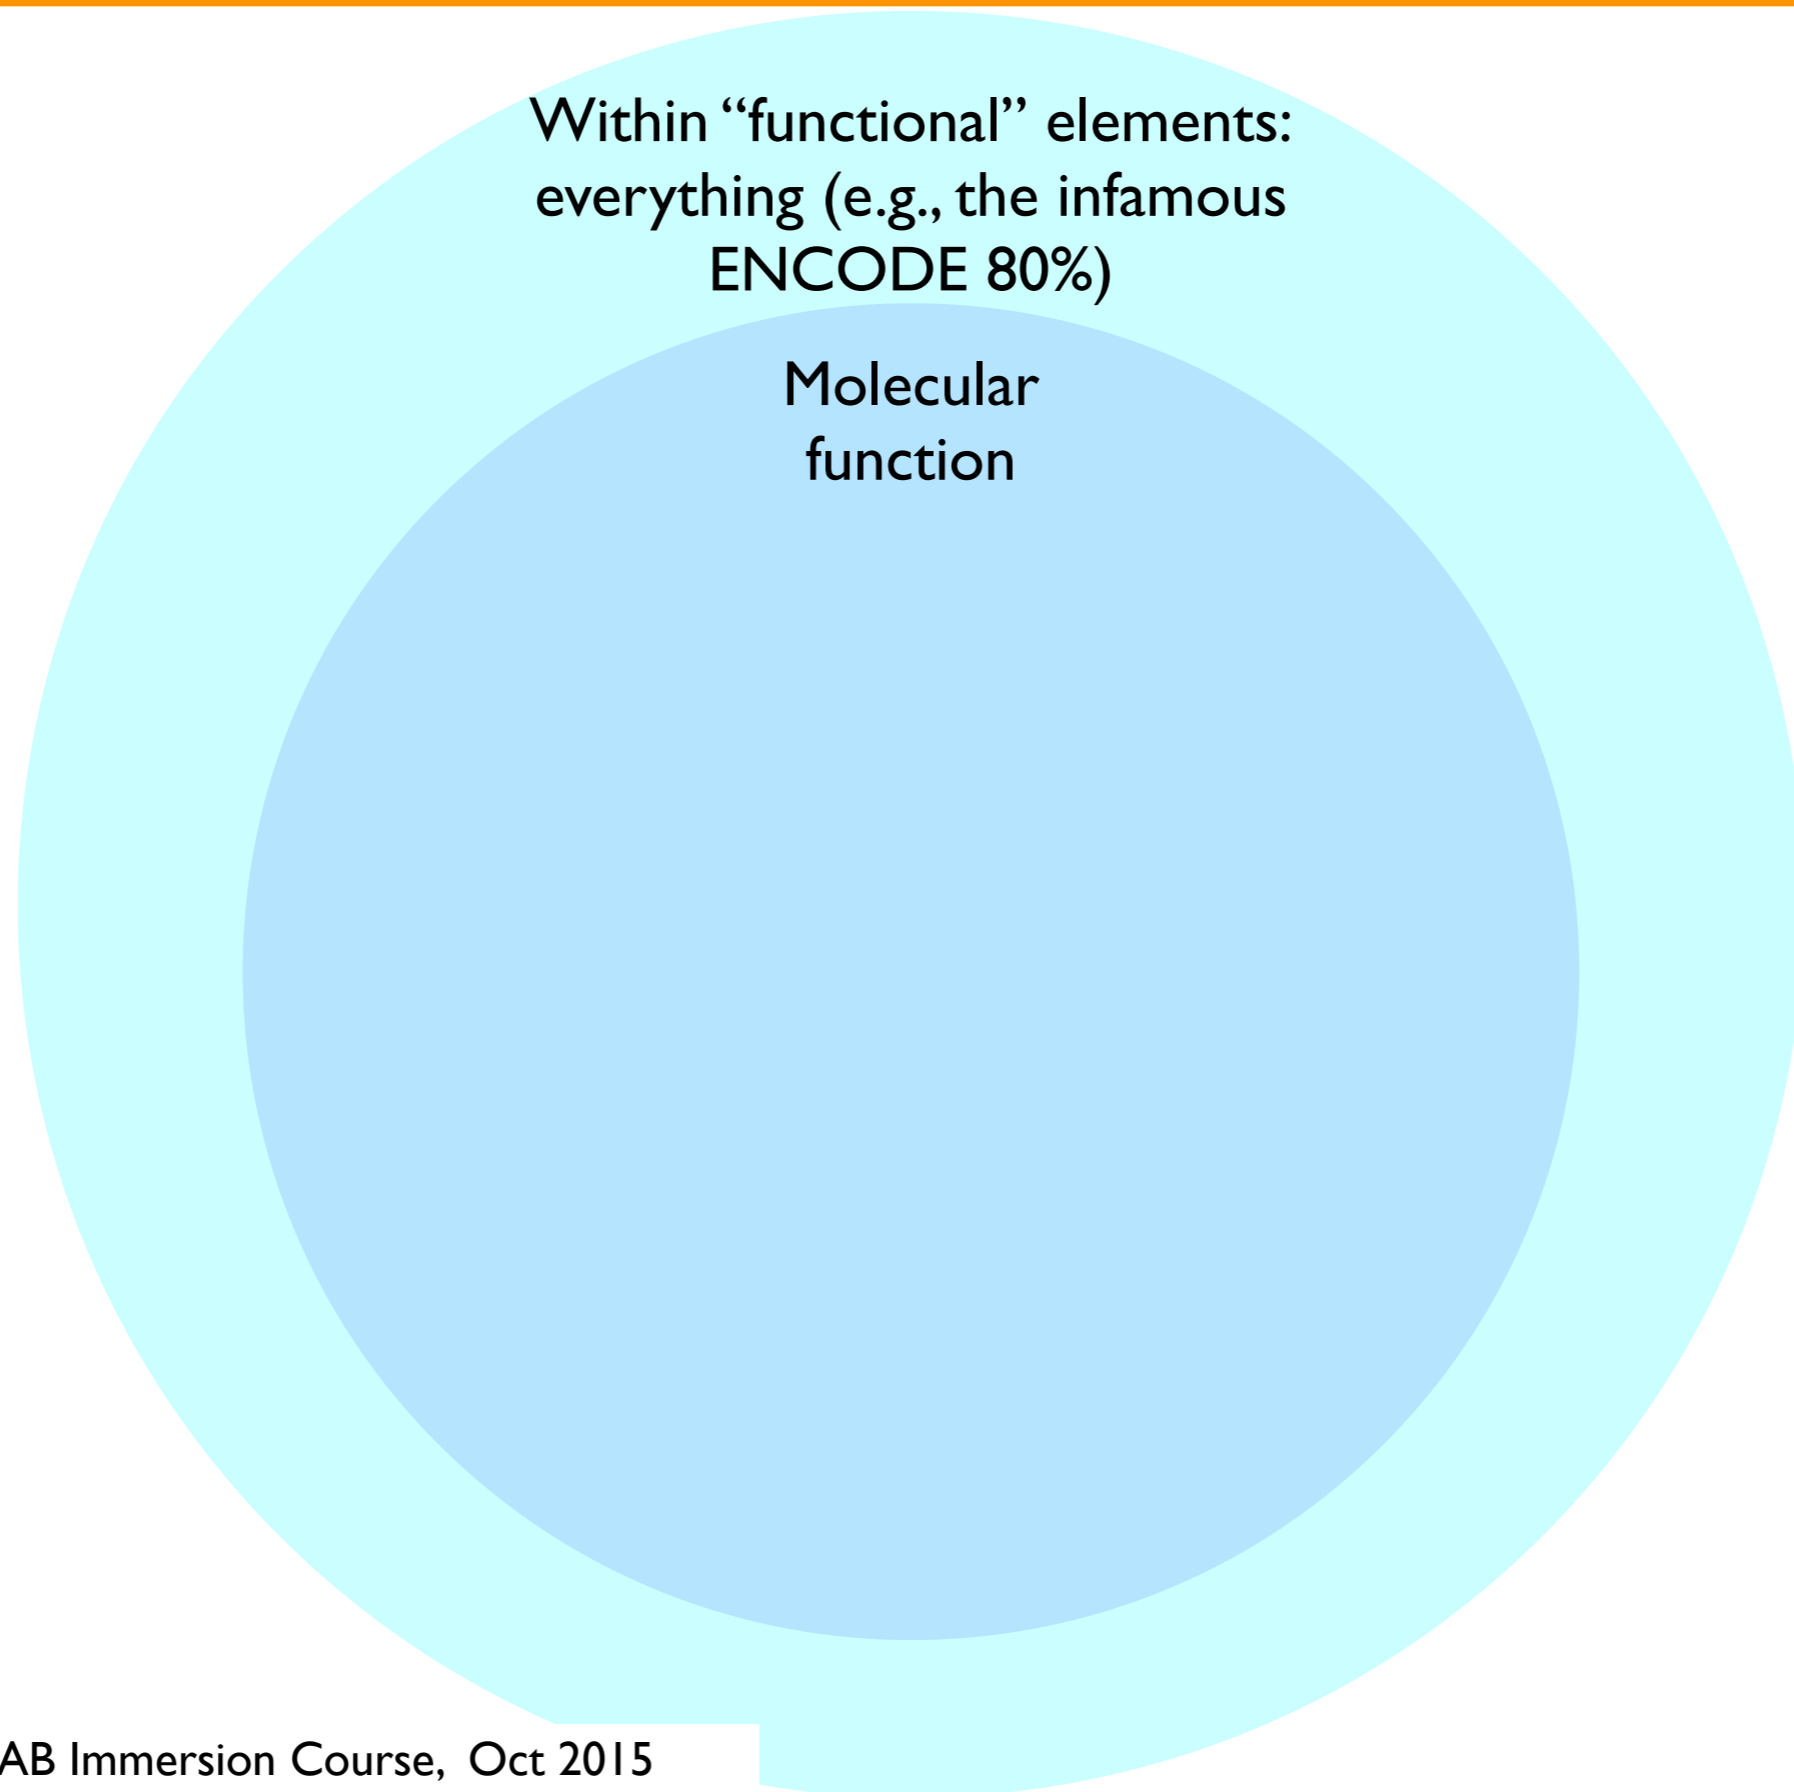 Within “functional” elements:
everything (e.g., the infamous
ENCODE 80%)
Molecular
function
AB Immersion Course, Oct 2015